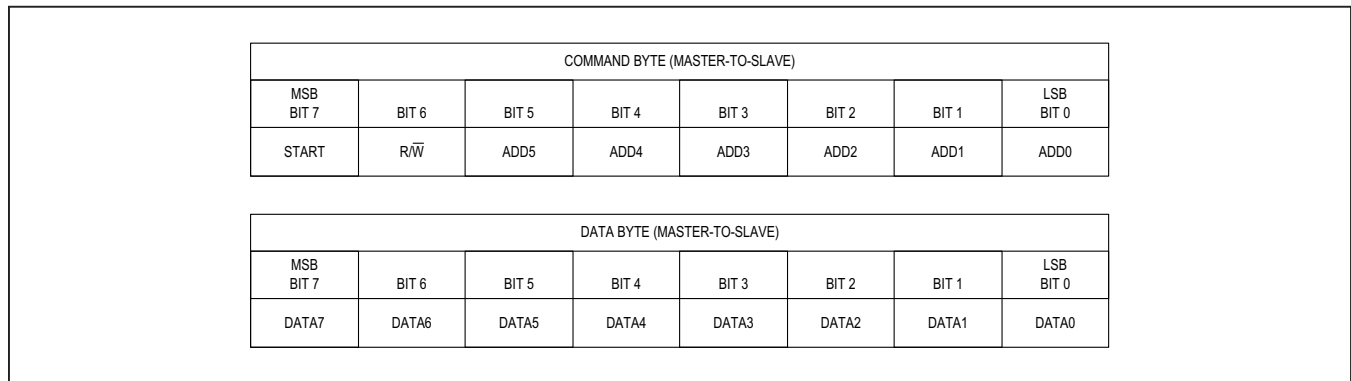 COMMAND BYTE (MASTER-TO-SLAVE)
MSB LSB
BIT 7 BIT 6 BIT 5 BIT 4 BIT 3 BIT 2 BIT 1 BIT 0
START R/W̅ ADD5 ADD4 ADD3 ADD2 ADD1 ADD0
DATA BYTE (MASTER-TO-SLAVE)
MSB LSB
BIT 7 BIT 6 BIT 5 BIT 4 BIT 3 BIT 2 BIT 1 BIT 0
DATA7 DATA6 DATA5 DATA4 DATA3 DATA2 DATA1 DATA0